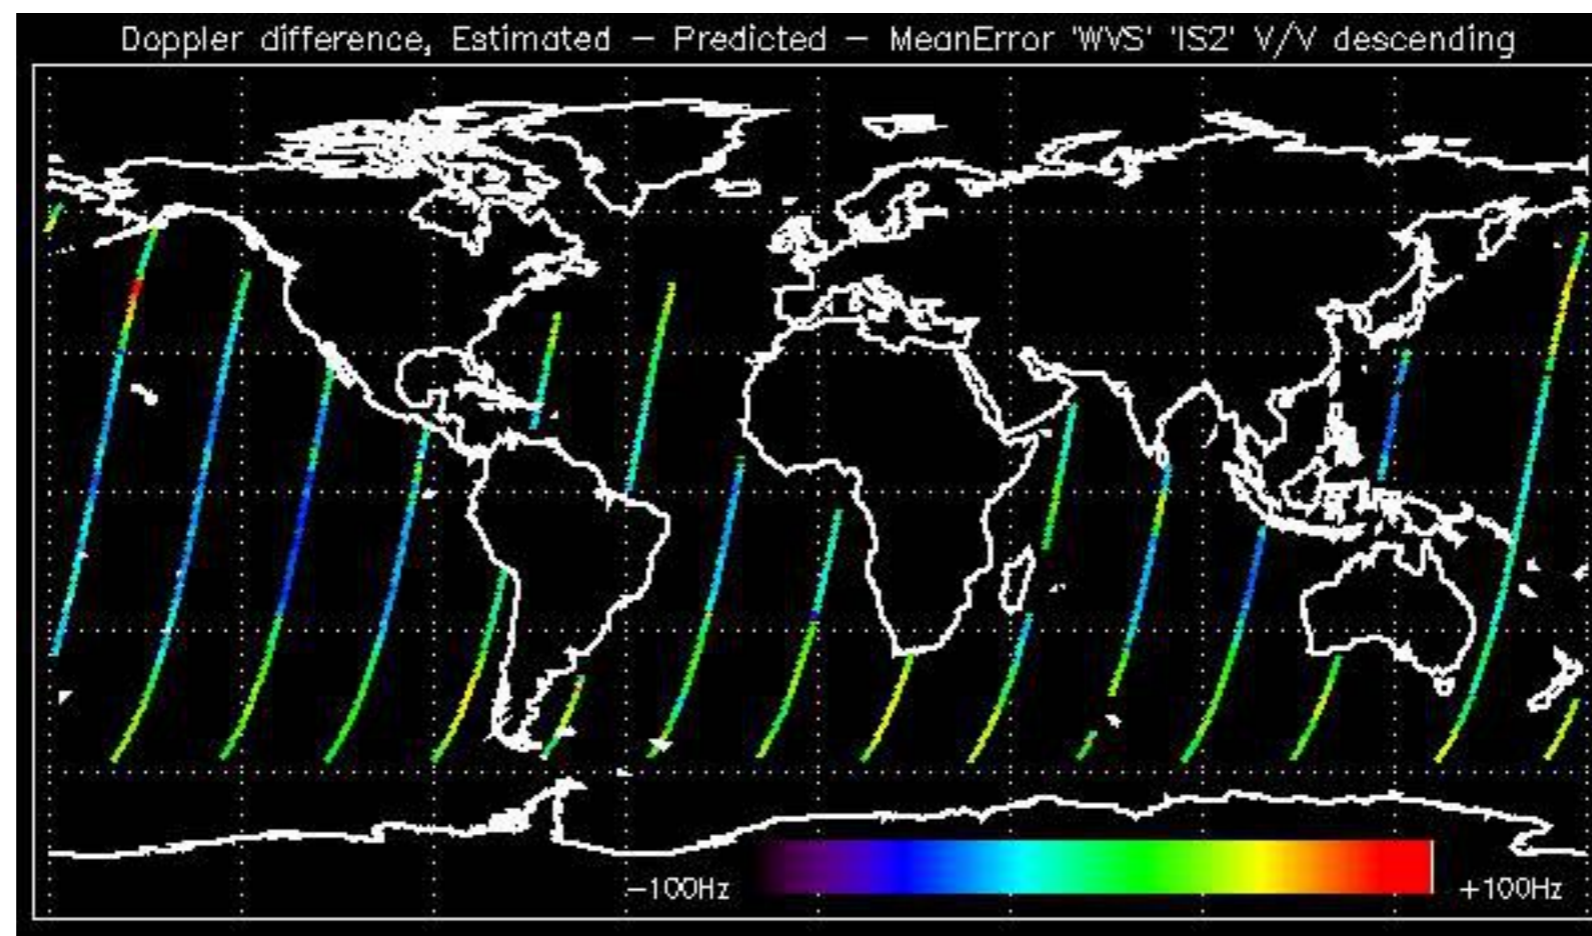 Doppler difference, Estimated — Predicted — MeanError 'WVS' 'IS2' V/V descending
—100Hz +100Hz